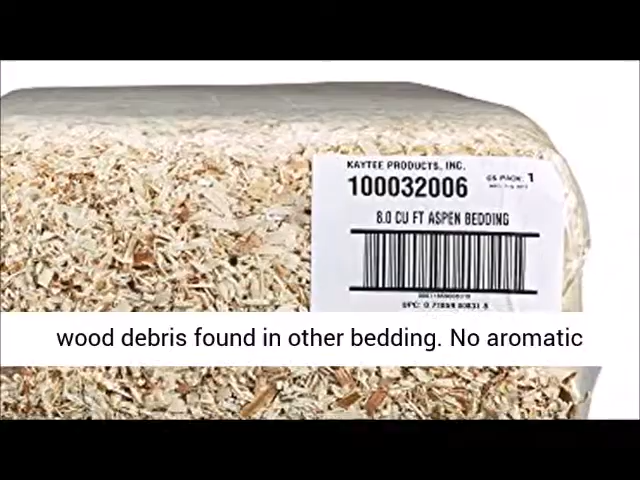 KAYTEE PRODUCTS, INC.
100032006
CS PACK: 1
8.0 CU FT ASPEN BEDDING
wood debris found in other bedding. No aromatic